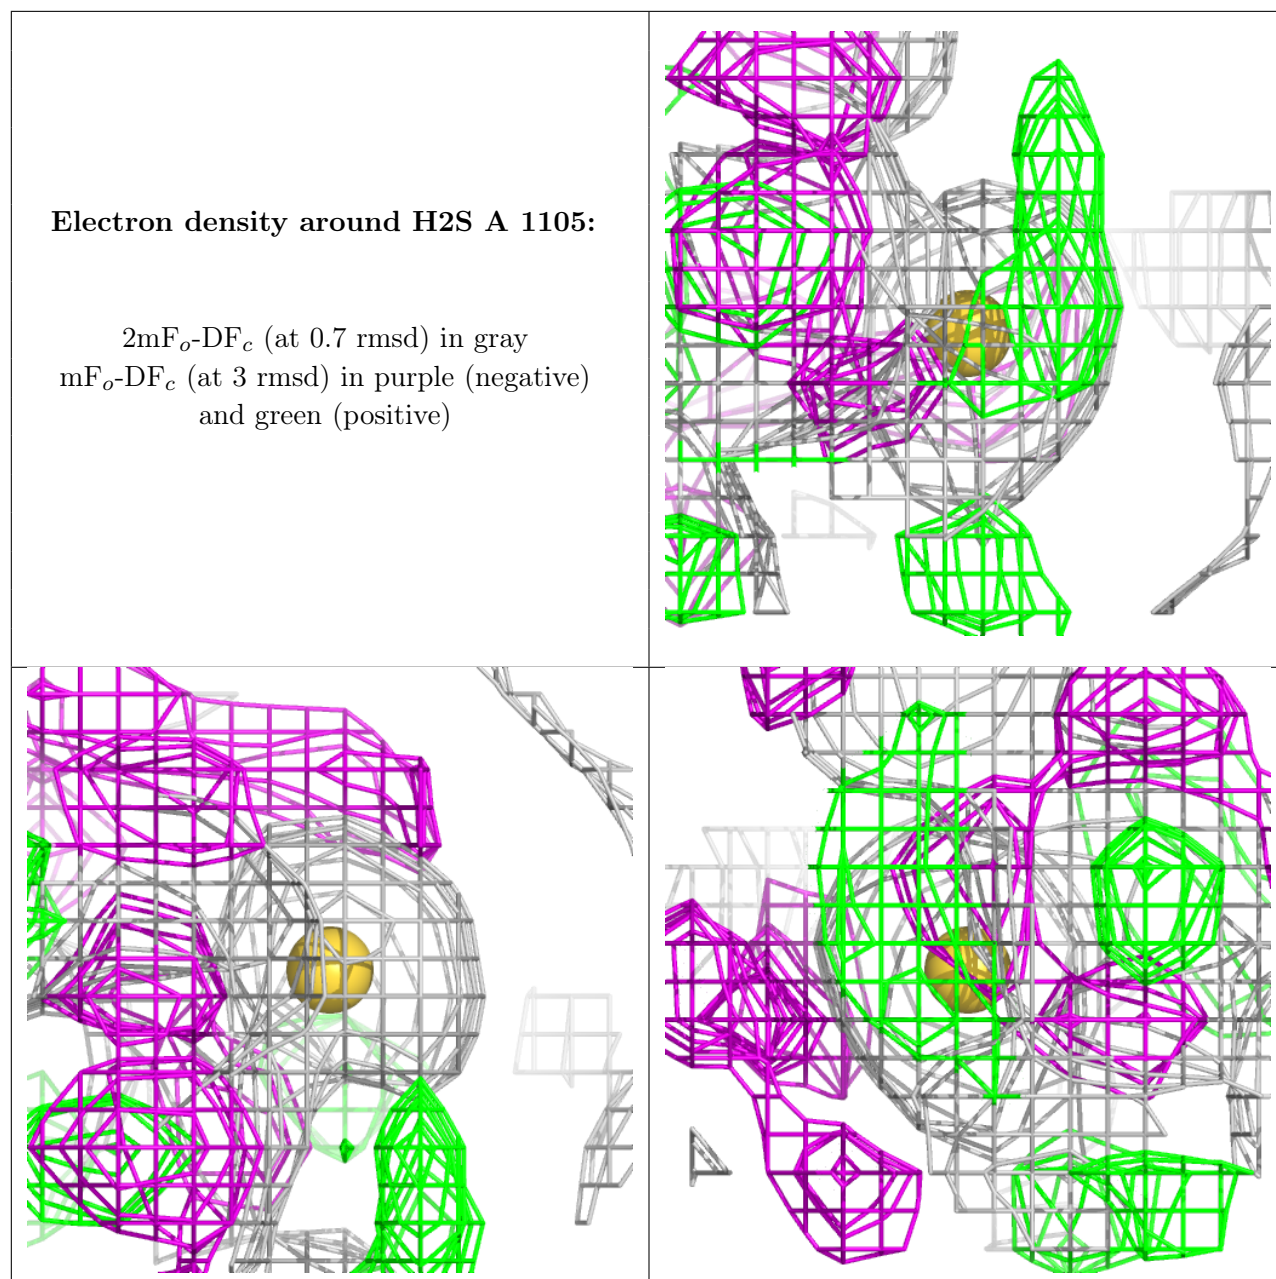 Electron density around H2S A 1105:
2mFo-DFc (at 0.7 rmsd) in gray
mFo-DFc (at 3 rmsd) in purple (negative)
and green (positive)